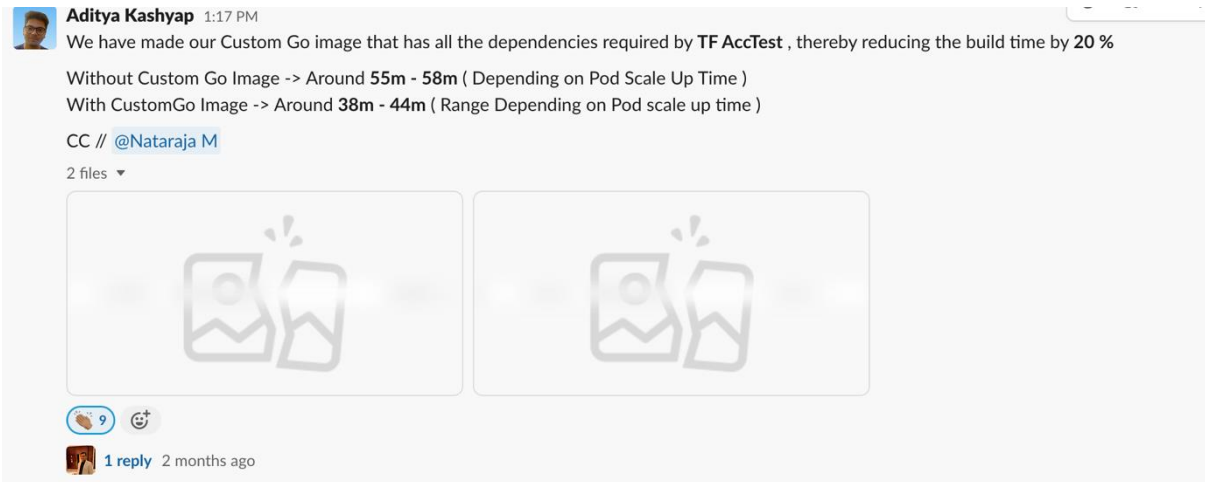 Aditya Kashyap 1:17 PM
We have made our Custom Go image that has all the dependencies required by TF AccTest , thereby reducing the build time by 20 %
Without Custom Go Image -> Around 55m - 58m ( Depending on Pod Scale Up Time )
With CustomGo Image -> Around 38m - 44m ( Range Depending on Pod scale up time )
CC // @Nataraja M
2 files
9
1 reply 2 months ago